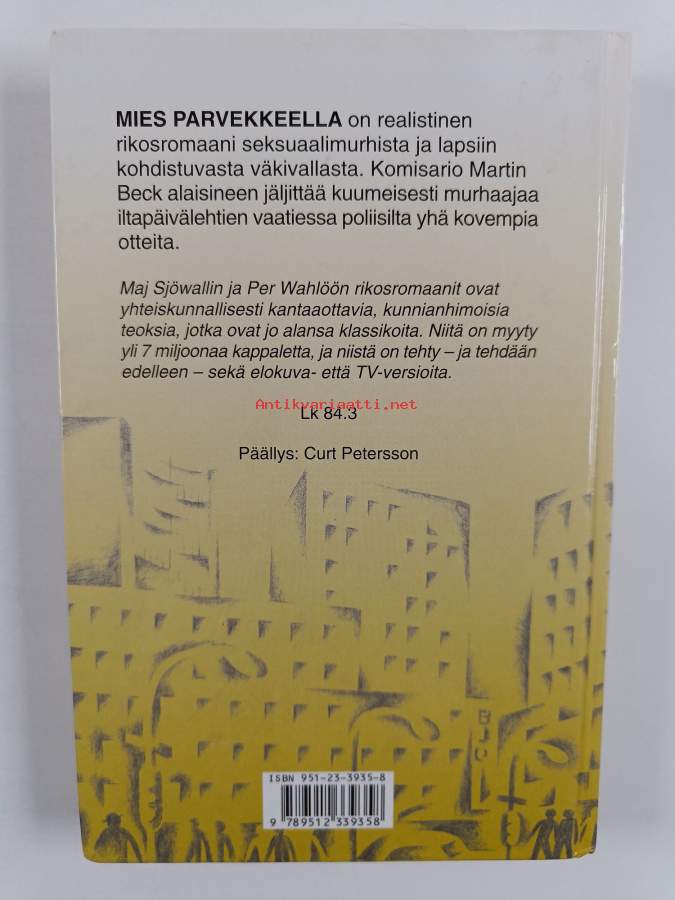 MIES PARVEKKEELLA on realistinen
rikosromaani seksuaalimurhista ja lapsiin
kohdistuvasta väkivallasta. Komisario Martin
Beck alaisineen jäljittää kuumeisesti murhaajaa
iltapäivälehtien vaatiessa poliisilta yhä kovempia
otteita.
Maj Sjöwallin ja Per Wahlöön rikosromaanit ovat
yhteiskunnallisesti kantaaottavia, kunnianhimoisia
teoksia, jotka ovat jo alansa klassikoita. Niitä on myyty
yli 7 miljoonaa kappaletta, ja niistä on tehty – ja tehdään
edelleen – sekä elokuva- että TV-versioita.
Antikvariaatti.net
Lk 84.3
Päällys: Curt Petersson
BIO
ISBN 951-23-3935-8
9 789512 339358